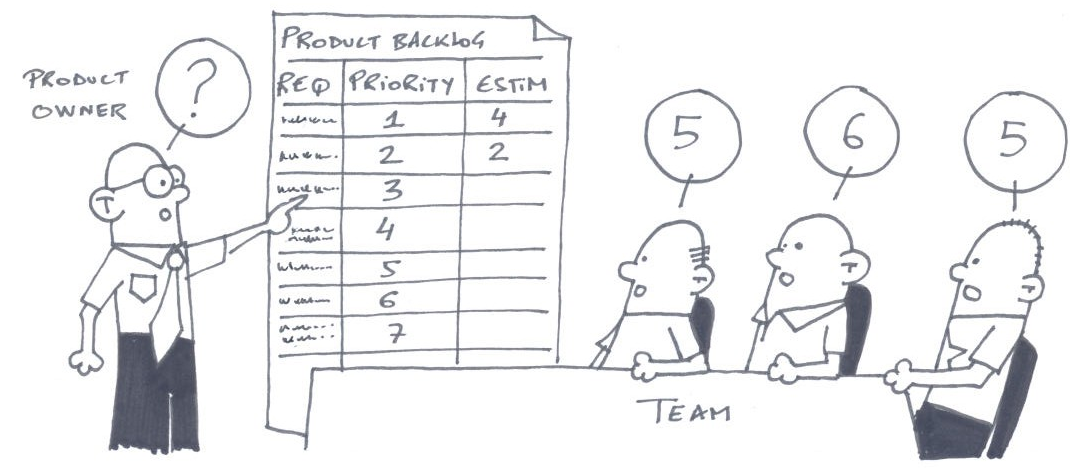 PRODUCT OWNER
?
PRODUCT BACKLOG
REQ PRIORITY ESTIM
1 4
2 2
3
4
5
6
7
5
6
5
TEAM